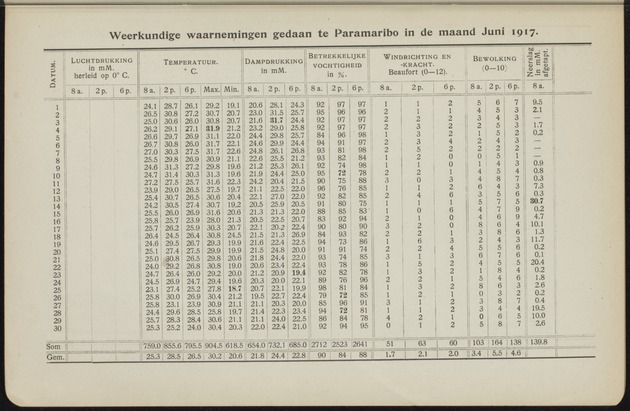 Weerkundige waarnemingen gedaan te Paramaribo in de maand Juni 1917.
DATUM. LUCHTDRUKKING in mM. herleid op 0° C. TEMPERATUUR. ° C. DAMPDRUKKING in mM. BETREKKELIJKE VOCHTIGHEID in %. WINDRICHTING EN -KRACHT. Beaufort (0—12). BEWOLKING (0—10) Neerslag in mM. afgetapt.
8 a. 2 p. 6 p. 8 a. 2 p. 6 p. Max. Min. 8 a. 2 p. 6 p. 8 a. 2 p. 6 p. 8 a. 2 p. 6 p. 8 a. 2 p. 6 p. 8 a.
1 24.1 28.7 26.1 29.2 19.1 20.6 28.1 24.3 92 97 97 1 1 2 5 6 7 9.5
2 26.5 30.8 27.2 30.7 20.7 23.0 31.5 25.7 95 96 96 2 1 1 4 5 3 2.1
3 25.0 30.6 26.0 30.8 20.7 21.6 31.7 24.4 92 97 97 2 2 2 3 4 3 —
4 26.2 29.1 27.1 31.9 21.2 23.2 29.0 25.8 92 97 97 2 3 2 2 5 3 1.7
5 26.6 29.7 26.9 31.1 22.0 24.4 29.8 25.7 84 96 98 1 3 2 1 5 2 0.2
6 26.7 30.8 26.0 31.7 22.1 24.6 29.9 24.4 94 91 97 2 3 4 2 4 3 —
7 27.0 30.3 27.5 31.7 22.6 24.8 26.1 26.8 93 81 98 2 5 2 2 2 2 —
8 25.5 29.8 26.9 30.9 21.1 22.6 25.5 21.2 93 82 84 1 2 0 0 5 1 —
9 24.6 31.3 27.2 29.8 19.6 21.2 25.3 26.1 92 74 98 1 1 1 1 4 3 0.9
10 24.7 31.4 30.3 31.3 19.6 21.9 24.4 25.0 95 72 78 2 2 1 4 5 4 0.8
11 27.2 27.5 25.7 31.6 22.3 24.2 20.4 21.5 90 75 88 3 0 3 4 8 7 0.3
12 23.9 29.0 26.5 27.5 19.7 21.1 22.5 22.0 96 76 85 1 1 2 6 4 3 7.3
13 25.4 30.7 26.5 30.6 20.4 22.1 27.0 22.0 92 82 85 2 4 6 3 5 6 0.3
14 24.2 30.5 27.4 30.7 19.2 20.5 25.9 20.5 91 80 75 1 1 1 5 7 5 30.7
15 25.5 26.0 26.9 31.6 20.6 21.3 21.3 22.0 88 85 83 1 0 6 4 7 9 0.2
16 25.8 25.7 23.9 28.0 21.3 20.5 22.5 20.7 83 92 94 2 1 0 4 6 9 4.7
17 25.7 26.2 25.9 30.3 20.7 22.1 20.2 22.4 90 80 90 3 2 0 8 6 4 10.1
18 26.4 24.5 26.4 30.8 24.5 21.5 21.3 26.9 84 93 82 2 2 1 3 8 6 1.3
19 24.6 29.5 26.7 29.3 19.9 21.6 22.4 22.5 94 73 86 1 6 3 2 4 3 11.7
20 25.1 27.4 27.5 29.9 19.9 21.5 24.8 20.0 91 91 74 2 2 4 5 5 6 0.2
21 25.0 30.8 26.5 29.8 20.6 21.8 24.4 22.0 93 74 85 3 1 3 6 7 6 0.1
22 24.0 29.2 26.8 30.8 19.0 20.6 23.4 22.4 93 78 86 1 5 2 4 5 5 20.4
23 24.7 26.4 26.0 29.2 20.0 21.2 20.9 19.4 92 82 78 1 3 2 1 8 4 0.2
24 24.5 26.9 24.7 29.4 19.6 20.3 20.0 22.1 89 76 96 2 2 1 5 4 6 1.8
25 23.1 27.4 25.2 27.8 18.7 20.7 22.1 19.9 98 81 84 1 3 2 8 6 3 2.6
26 25.8 30.0 26.9 30.4 21.2 19.5 22.7 22.4 79 72 85 1 2 1 0 3 2 0.2
27 25.8 23.1 23.9 30.9 21.1 21.1 20.3 20.0 85 96 91 3 1 2 3 8 7 0.4
28 24.4 29.6 28.5 25.8 19.7 21.4 22.3 23.4 94 72 81 1 1 2 3 4 4 19.5
29 25.7 28.3 28.4 30.6 21.1 21.1 24.0 22.5 86 84 78 4 2 1 0 6 5 10.0
30 25.3 25.2 24.0 30.4 20.3 22.0 22.4 21.0 92 94 95 0 1 2 5 8 7 2.6
Som 759.0 855.6 795.5 904.5 618.5 654.0 732.1 685.0 2712 2523 2641 51 63 60 103 164 138 139.8
Gem. 25.3 28.5 26.5 30.2 20.6 21.8 24.4 22.8 90 84 88 1.7 2.1 2.0 3.4 5.5 4.6